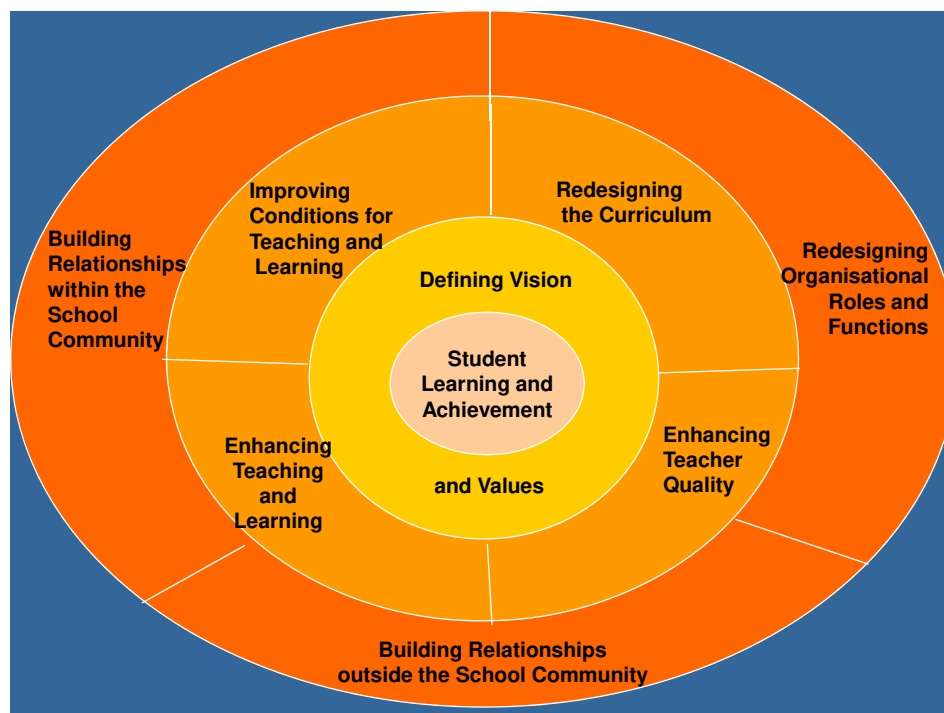 Improving
Conditions for
Teaching and
Learning
Redesigning
the Curriculum
Building
Relationships
within the
School
Community
Redesigning
Organisational
Roles and
Functions
Defining Vision
Student
Learning and
Achievement
and Values
Enhancing
Teaching
and
Learning
Enhancing
Teacher
Quality
Building Relationships
outside the School Community